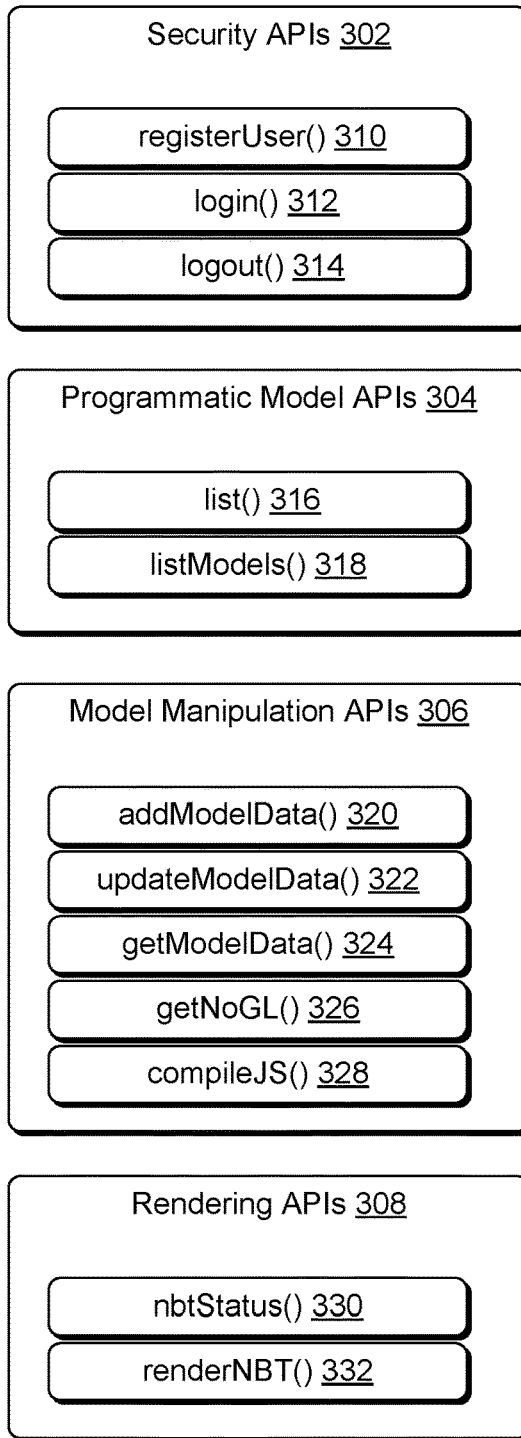 Security APIs 302
registerUser() 310
login() 312
logout() 314
Programmatic Model APIs 304
list() 316
listModels() 318
Model Manipulation APIs 306
addModelData() 320
updateModelData() 322
getModelData() 324
getNoGL() 326
compileJS() 328
Rendering APIs 308
nbtStatus() 330
renderNBT() 332